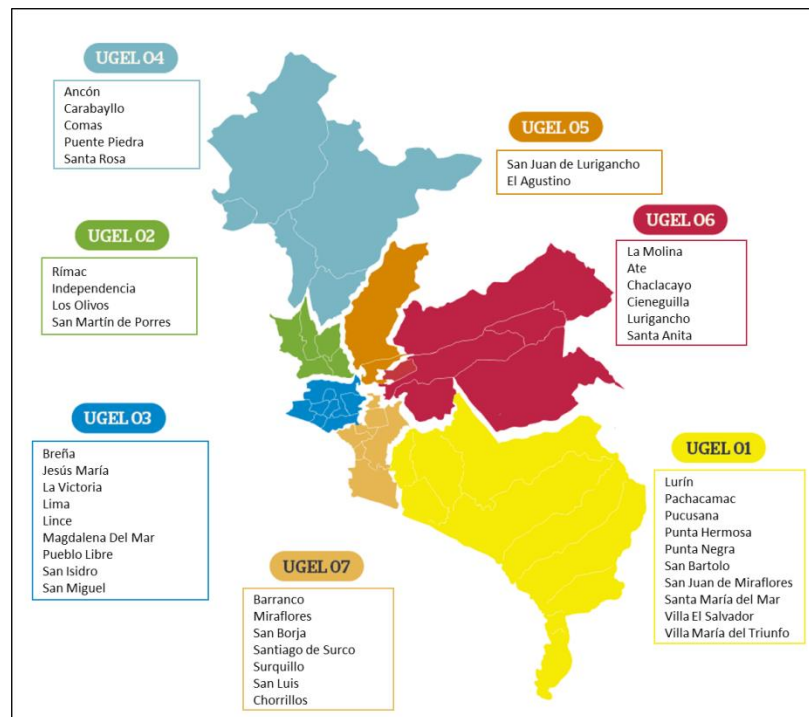 UGEL 04
Ancón
Carabayllo
Comas
Puente Piedra
Santa Rosa
UGEL 05
San Juan de Lurigancho
El Agustino
UGEL 06
La Molina
Ate
Chaclacayo
Cieneguilla
Lurigancho
Santa Anita
UGEL 02
Rímac
Independencia
Los Olivos
San Martín de Porres
UGEL 03
Breña
Jesús María
La Victoria
Lima
Lince
Magdalena Del Mar
Pueblo Libre
San Isidro
San Miguel
UGEL 01
Lurín
Pachacamac
Pucusana
Punta Hermosa
Punta Negra
San Bartolo
San Juan de Miraflores
Santa María del Mar
Villa El Salvador
Villa María del Triunfo
UGEL 07
Barranco
Miraflores
San Borja
Santiago de Surco
Surquillo
San Luis
Chorrillos